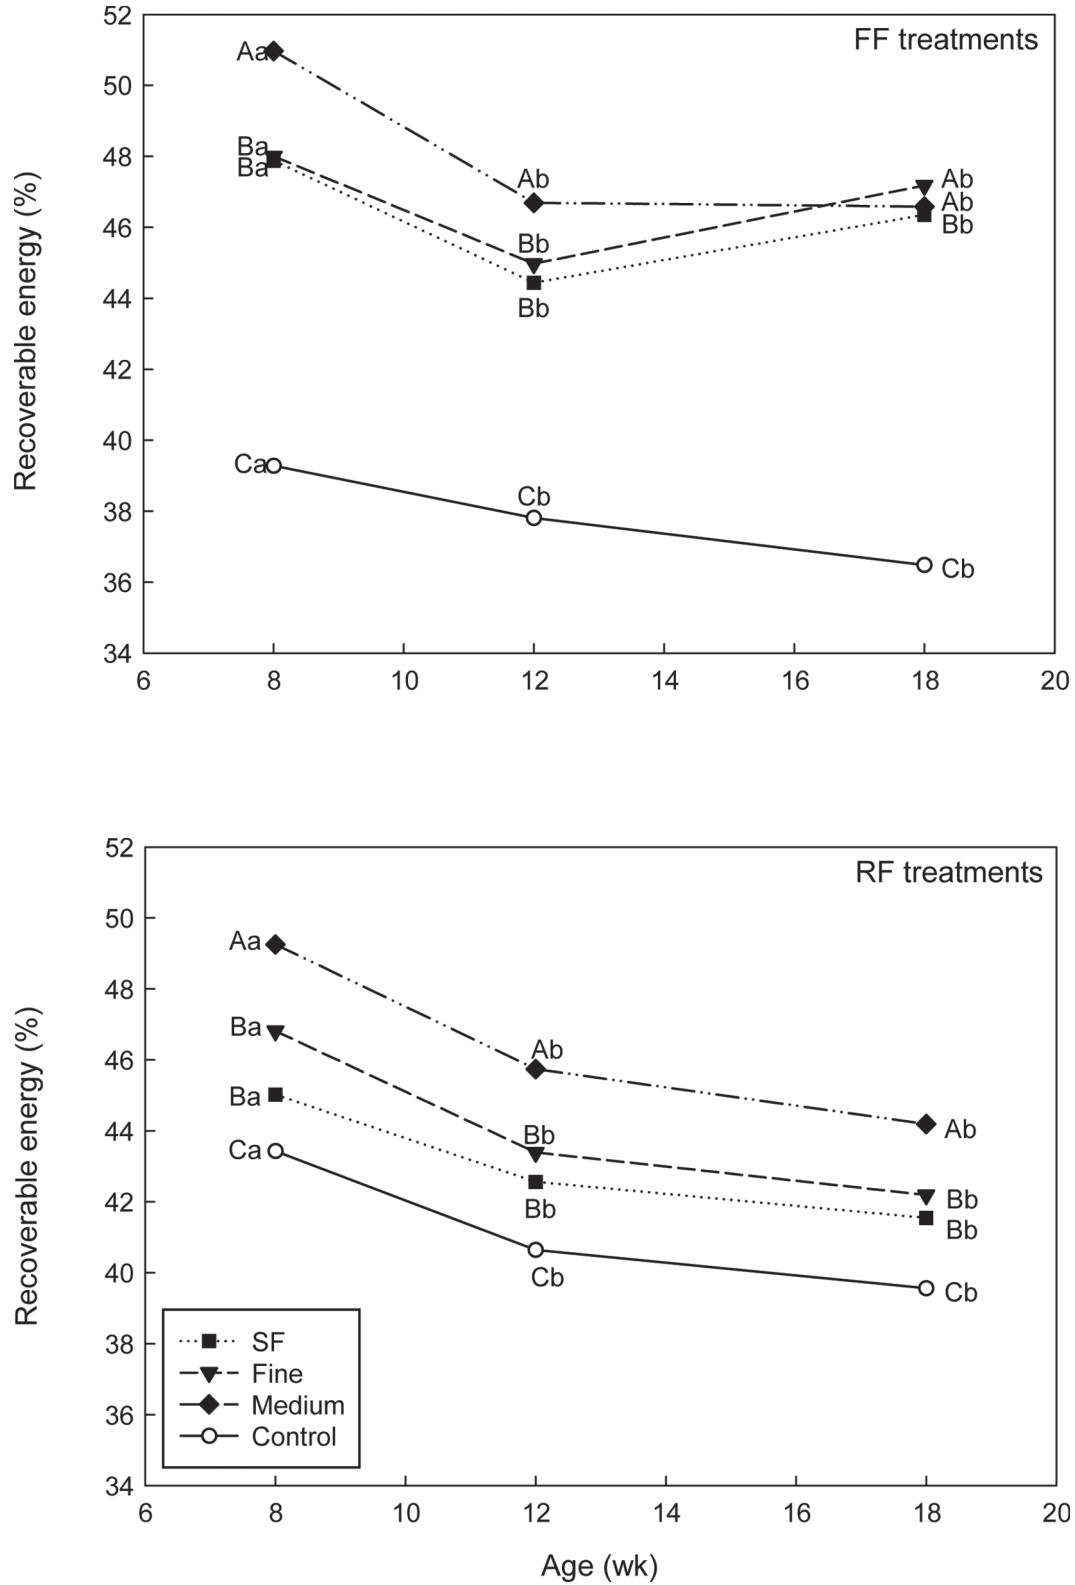 FF treatments
Recoverable energy (%)
52
50
48
46
44
42
40
38
36
34
Aa
Ba
Ba
Ca
Ab
Bb
Bb
Cb
Ab
Ab
Bb
Cb
6
8
10
12
14
16
18
20
RF treatments
Recoverable energy (%)
52
50
48
46
44
42
40
38
36
34
Aa
Ba
Ba
Ca
Ab
Bb
Bb
Cb
Ab
Bb
Bb
Cb
SF
Fine
Medium
Control
6
8
10
12
14
16
18
20
Age (wk)